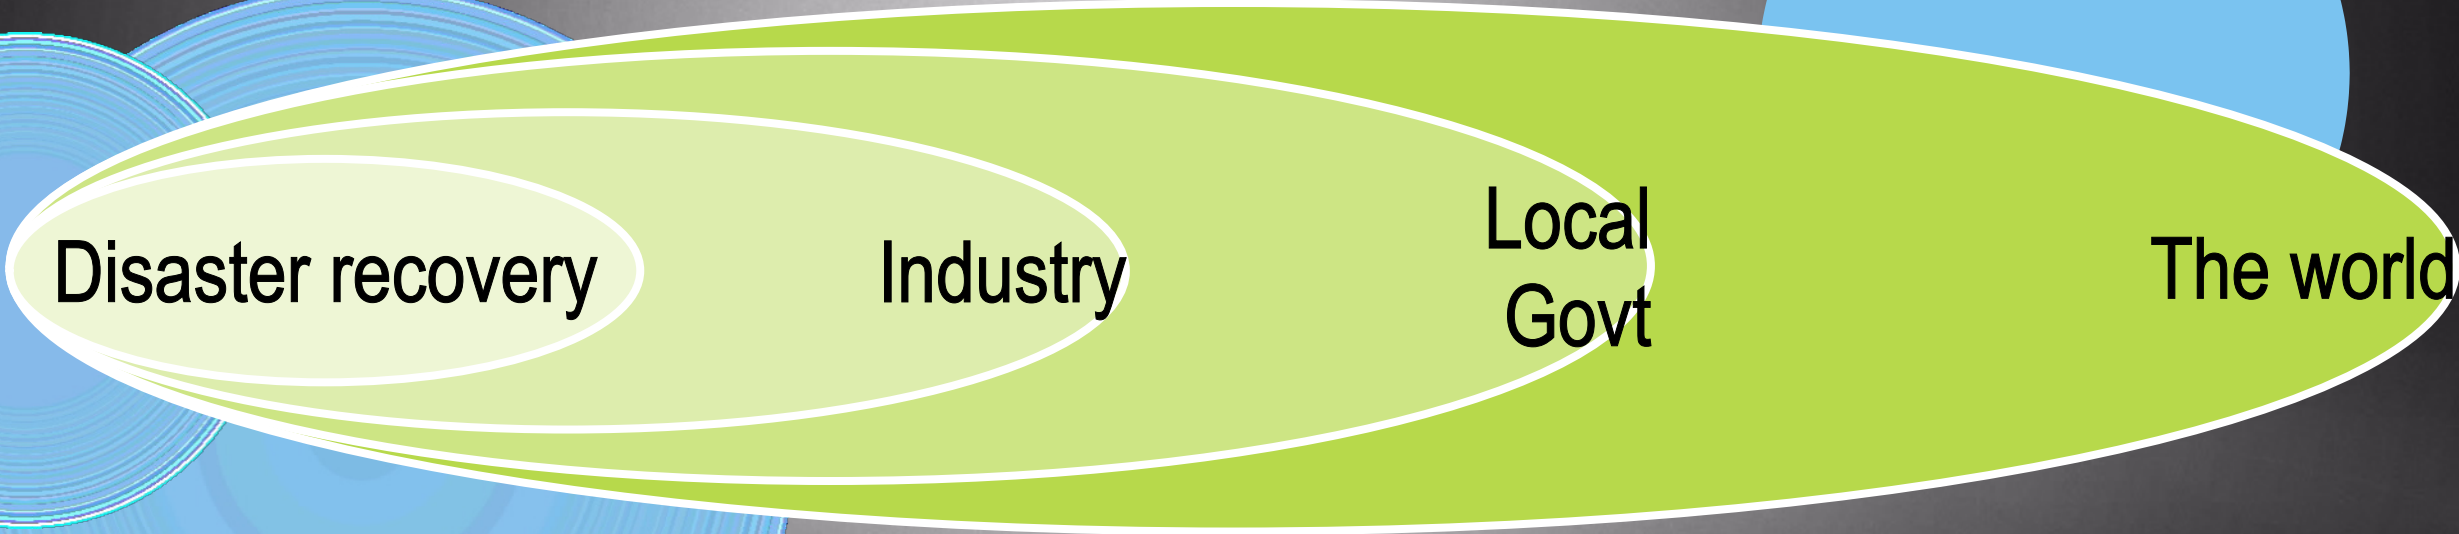 Disaster recovery
Industry
Local
Govt
The world